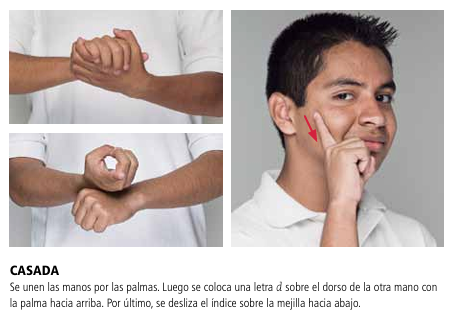 CASADA
Se unen las manos por las palmas. Luego se coloca una letra d sobre el dorso de la otra mano con
la palma hacia arriba. Por último, se desliza el índice sobre la mejilla hacia abajo.